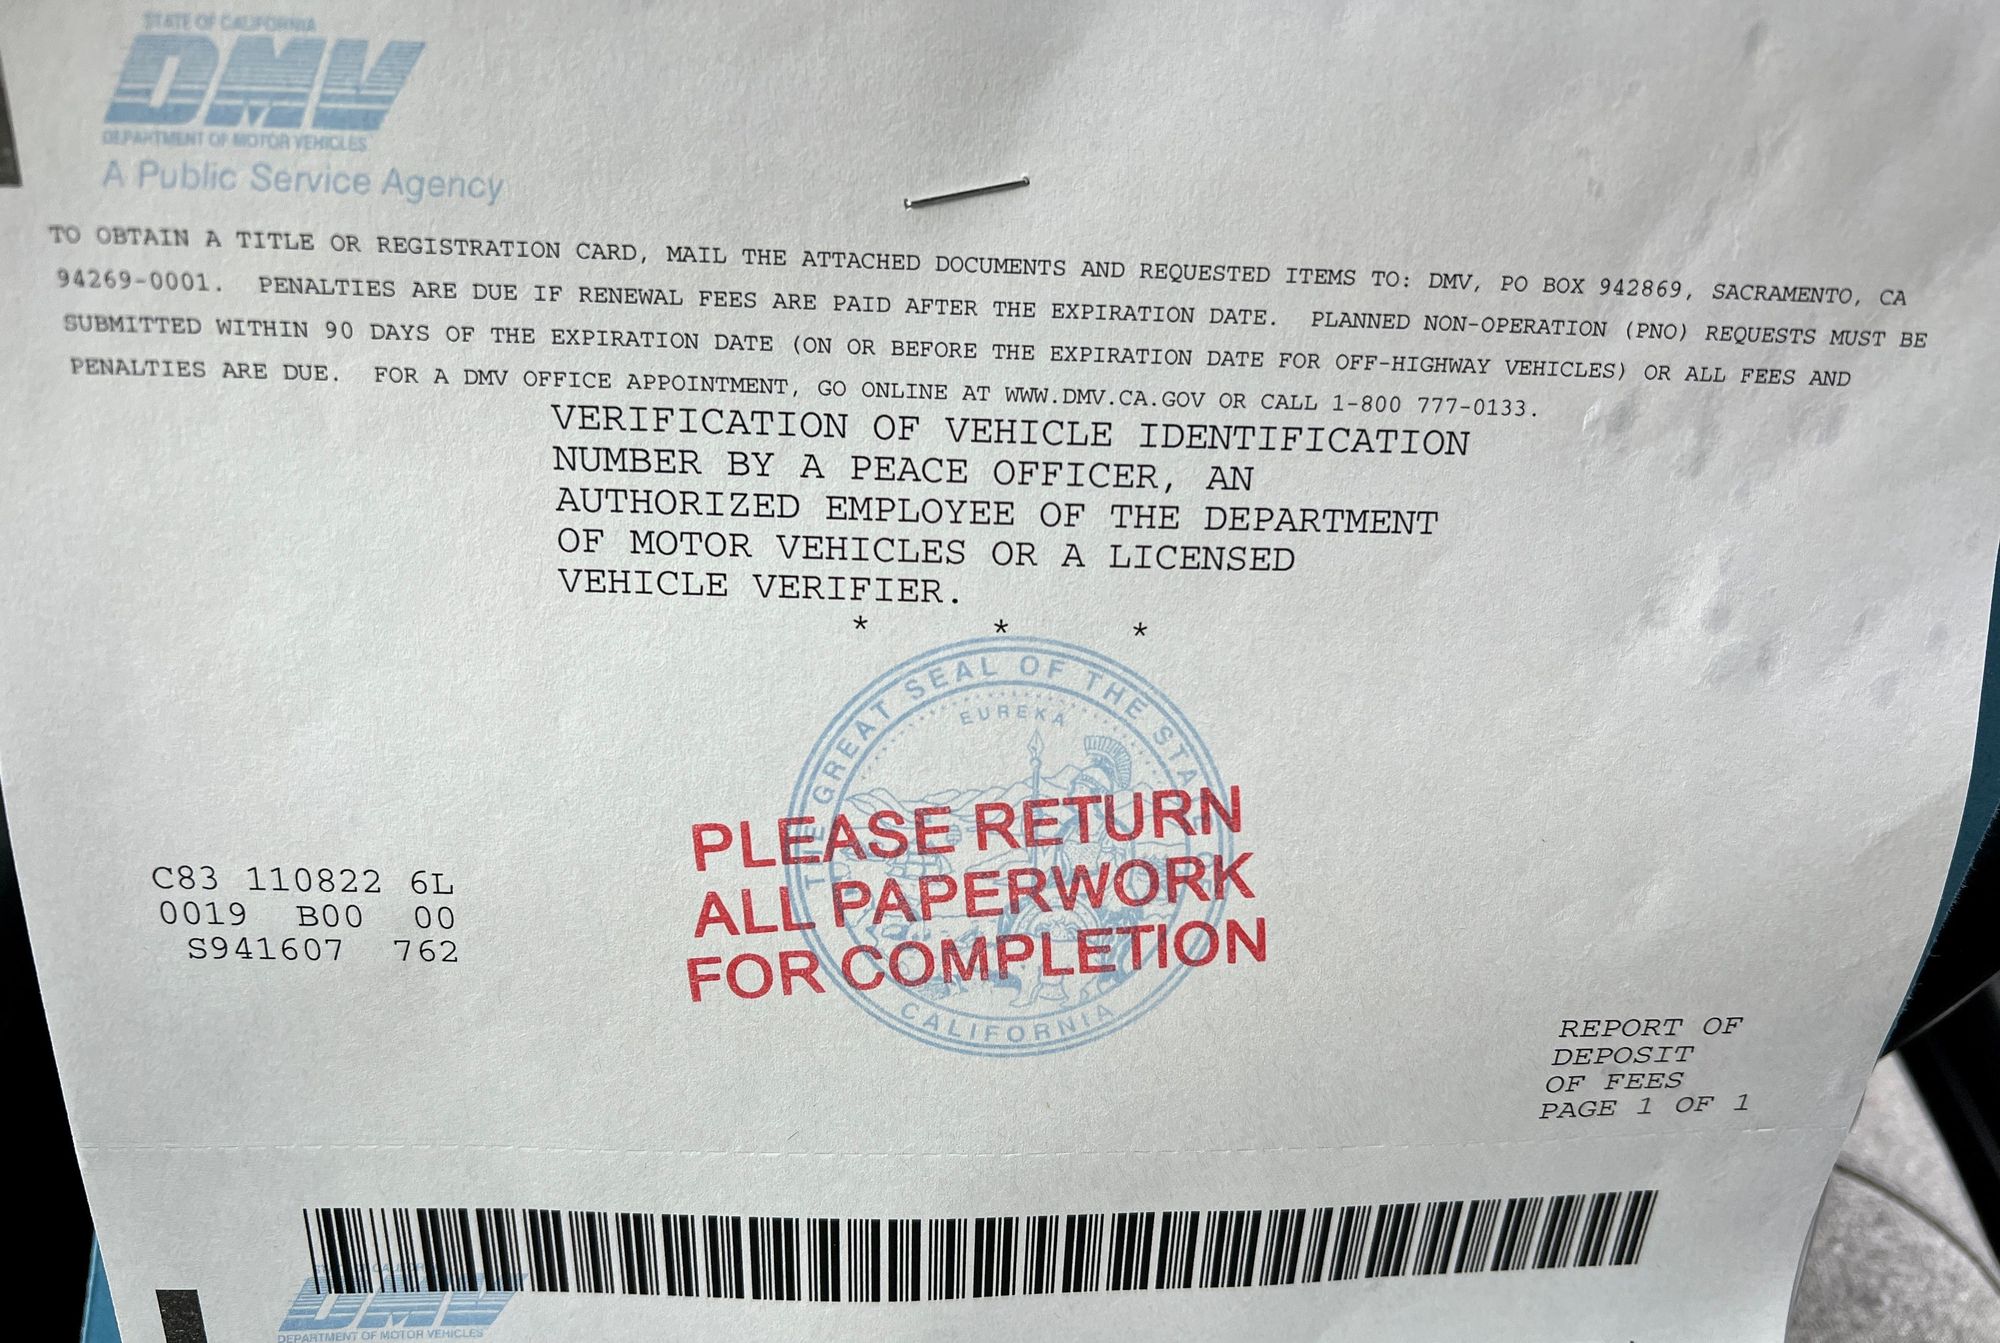 STATE OF CALIFORNIA
DMV
DEPARTMENT OF MOTOR VEHICLES
A Public Service Agency
TO OBTAIN A TITLE OR REGISTRATION CARD, MAIL THE ATTACHED DOCUMENTS AND REQUESTED ITEMS TO: DMV, PO BOX 942869, SACRAMENTO, CA
94269-0001. PENALTIES ARE DUE IF RENEWAL FEES ARE PAID AFTER THE EXPIRATION DATE. PLANNED NON-OPERATION (PNO) REQUESTS MUST BE
SUBMITTED WITHIN 90 DAYS OF THE EXPIRATION DATE (ON OR BEFORE THE EXPIRATION DATE FOR OFF-HIGHWAY VEHICLES) OR ALL FEES AND
PENALTIES ARE DUE. FOR A DMV OFFICE APPOINTMENT, GO ONLINE AT WWW.DMV.CA.GOV OR CALL 1-800 777-0133.
VERIFICATION OF VEHICLE IDENTIFICATION
NUMBER BY A PEACE OFFICER, AN
AUTHORIZED EMPLOYEE OF THE DEPARTMENT
OF MOTOR VEHICLES OR A LICENSED
VEHICLE VERIFIER.
* * *
THE GREAT SEAL OF THE STATE OF
EUREKA
CALIFORNIA
PLEASE RETURN
ALL PAPERWORK
FOR COMPLETION
C83 110822 6L
0019 B00 00
S941607 762
REPORT OF
DEPOSIT
OF FEES
PAGE 1 OF 1
DMV
DEPARTMENT OF MOTOR VEHICLES